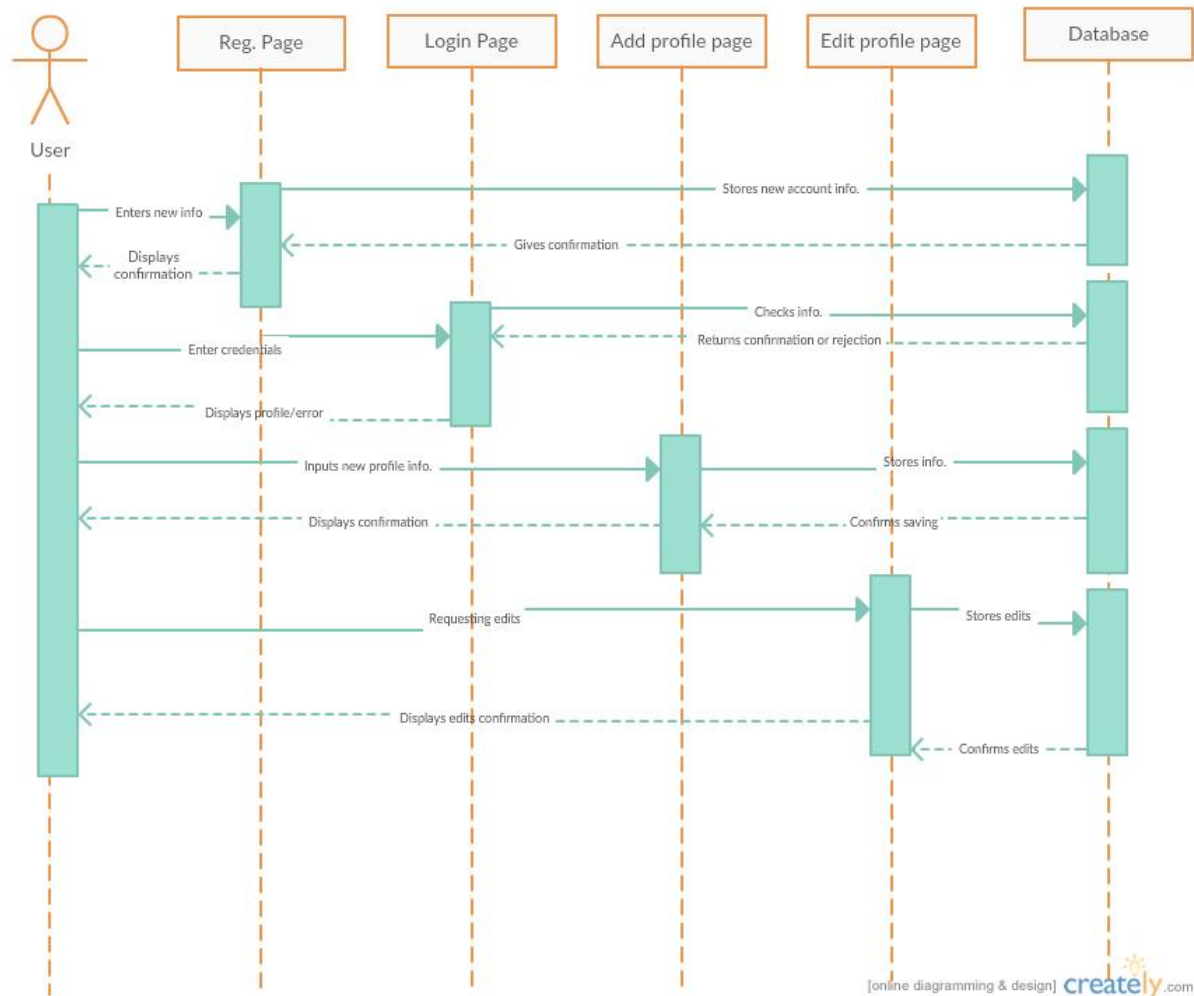 Reg. Page
Login Page
Add profile page
Edit profile page
Database
User
Stores new account info.
Enters new info
Gives confirmation
Displays
confirmation
Checks info.
Returns confirmation or rejection
Enter credentials
Displays profile/error
Inputs new profile info.
Stores info.
Displays confirmation
Confirms saving
Requesting edits
Stores edits
Displays edits confirmation
Confirms edits
[online diagramming & design] creately.com